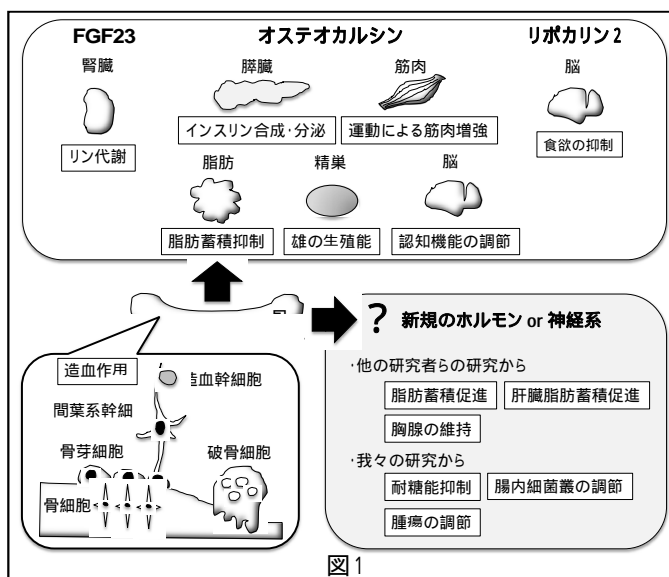 FGF23 オステオカルシン リポカリン2
腎臓 膵臓 筋肉 脳
インスリン合成・分泌 運動による筋肉増強
リン代謝 食欲の抑制
脂肪 精巣 脳
脂肪蓄積抑制 雄の生殖能 認知機能の調節
? 新規のホルモン or 神経系
・他の研究者らの研究から
脂肪蓄積促進 肝臓脂肪蓄積促進
胸腺の維持
・我々の研究から
耐糖能抑制 腸内細菌叢の調節
腫瘍の調節
造血作用
造血幹細胞
間葉系幹細
骨芽細胞 破骨細胞
骨細胞
図1